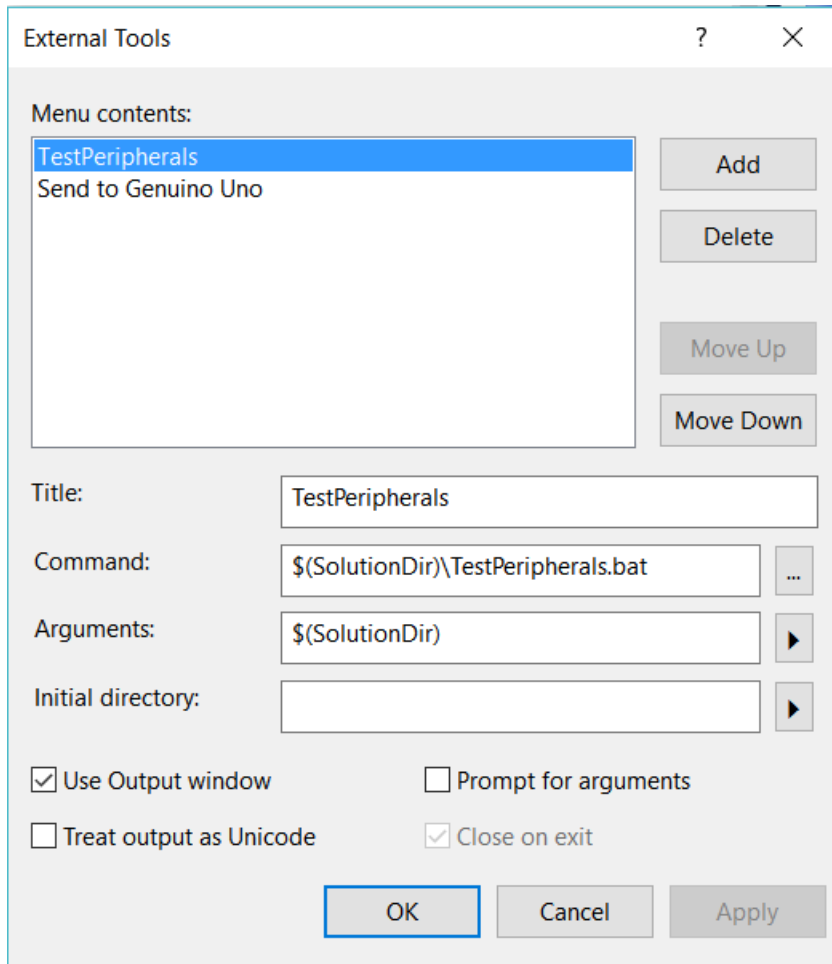 External Tools
?
Menu contents:
TestPeripherals
Send to Genuino Uno
Add
Delete
Move Up
Move Down
Title:
TestPeripherals
Command:
$(SolutionDir)\TestPeripherals.bat
...
Arguments:
$(SolutionDir)
Initial directory:
Use Output window
Prompt for arguments
Treat output as Unicode
Close on exit
OK
Cancel
Apply